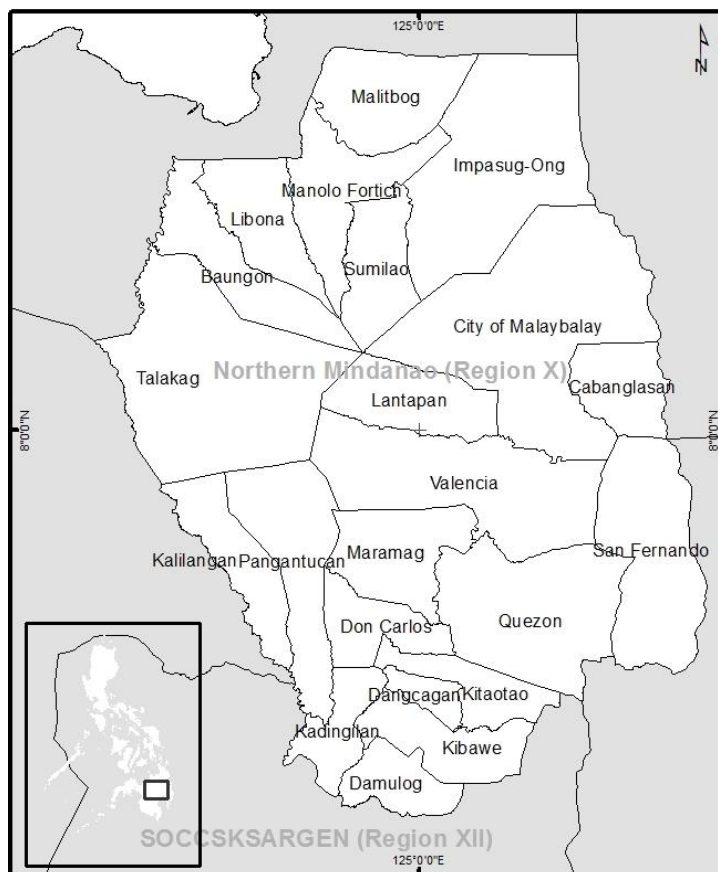 125°0'0"E
N
Malitbog
Impasug-Ong
Manolo Fortich
Libona
Sumilao
Baungon
City of Malaybalay
Northern Mindanao (Region X)
Talakag
Cabanglasan
Lantapan
8°0'0"N
8°0'0"N
Valencia
San Fernando
Maramag
Kalilangan
Pangantucan
Quezon
Don Carlos
Dangcagan
Kitaotao
Kadingilan
Kibawe
Damulog
SOCCSKSARGEN (Region XII)
125°0'0"E